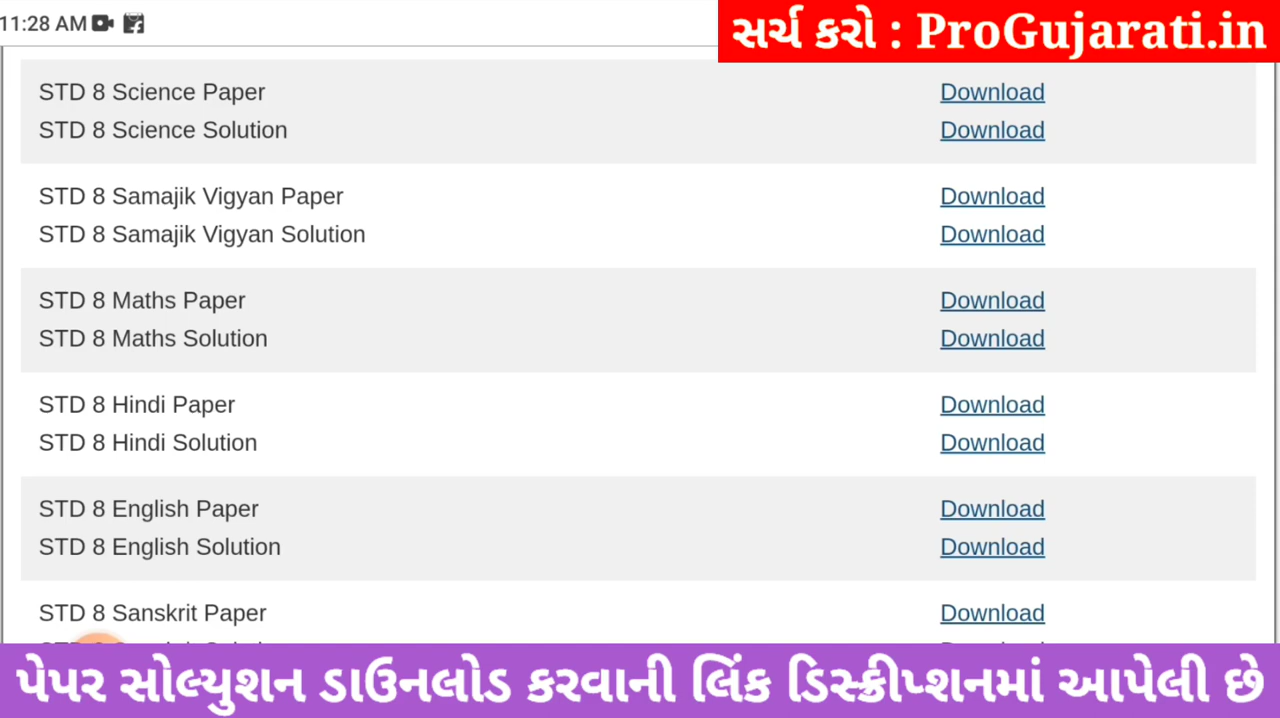 11:28 AM
સર્ચ કરો : ProGujarati.in
STD 8 Science Paper Download
STD 8 Science Solution Download
STD 8 Samajik Vigyan Paper Download
STD 8 Samajik Vigyan Solution Download
STD 8 Maths Paper Download
STD 8 Maths Solution Download
STD 8 Hindi Paper Download
STD 8 Hindi Solution Download
STD 8 English Paper Download
STD 8 English Solution Download
STD 8 Sanskrit Paper Download
પેપર સોલ્યુશન ડાઉનલોડ કરવાની લિંક ડિસ્ક્રીપ્શનમાં આપેલી છે